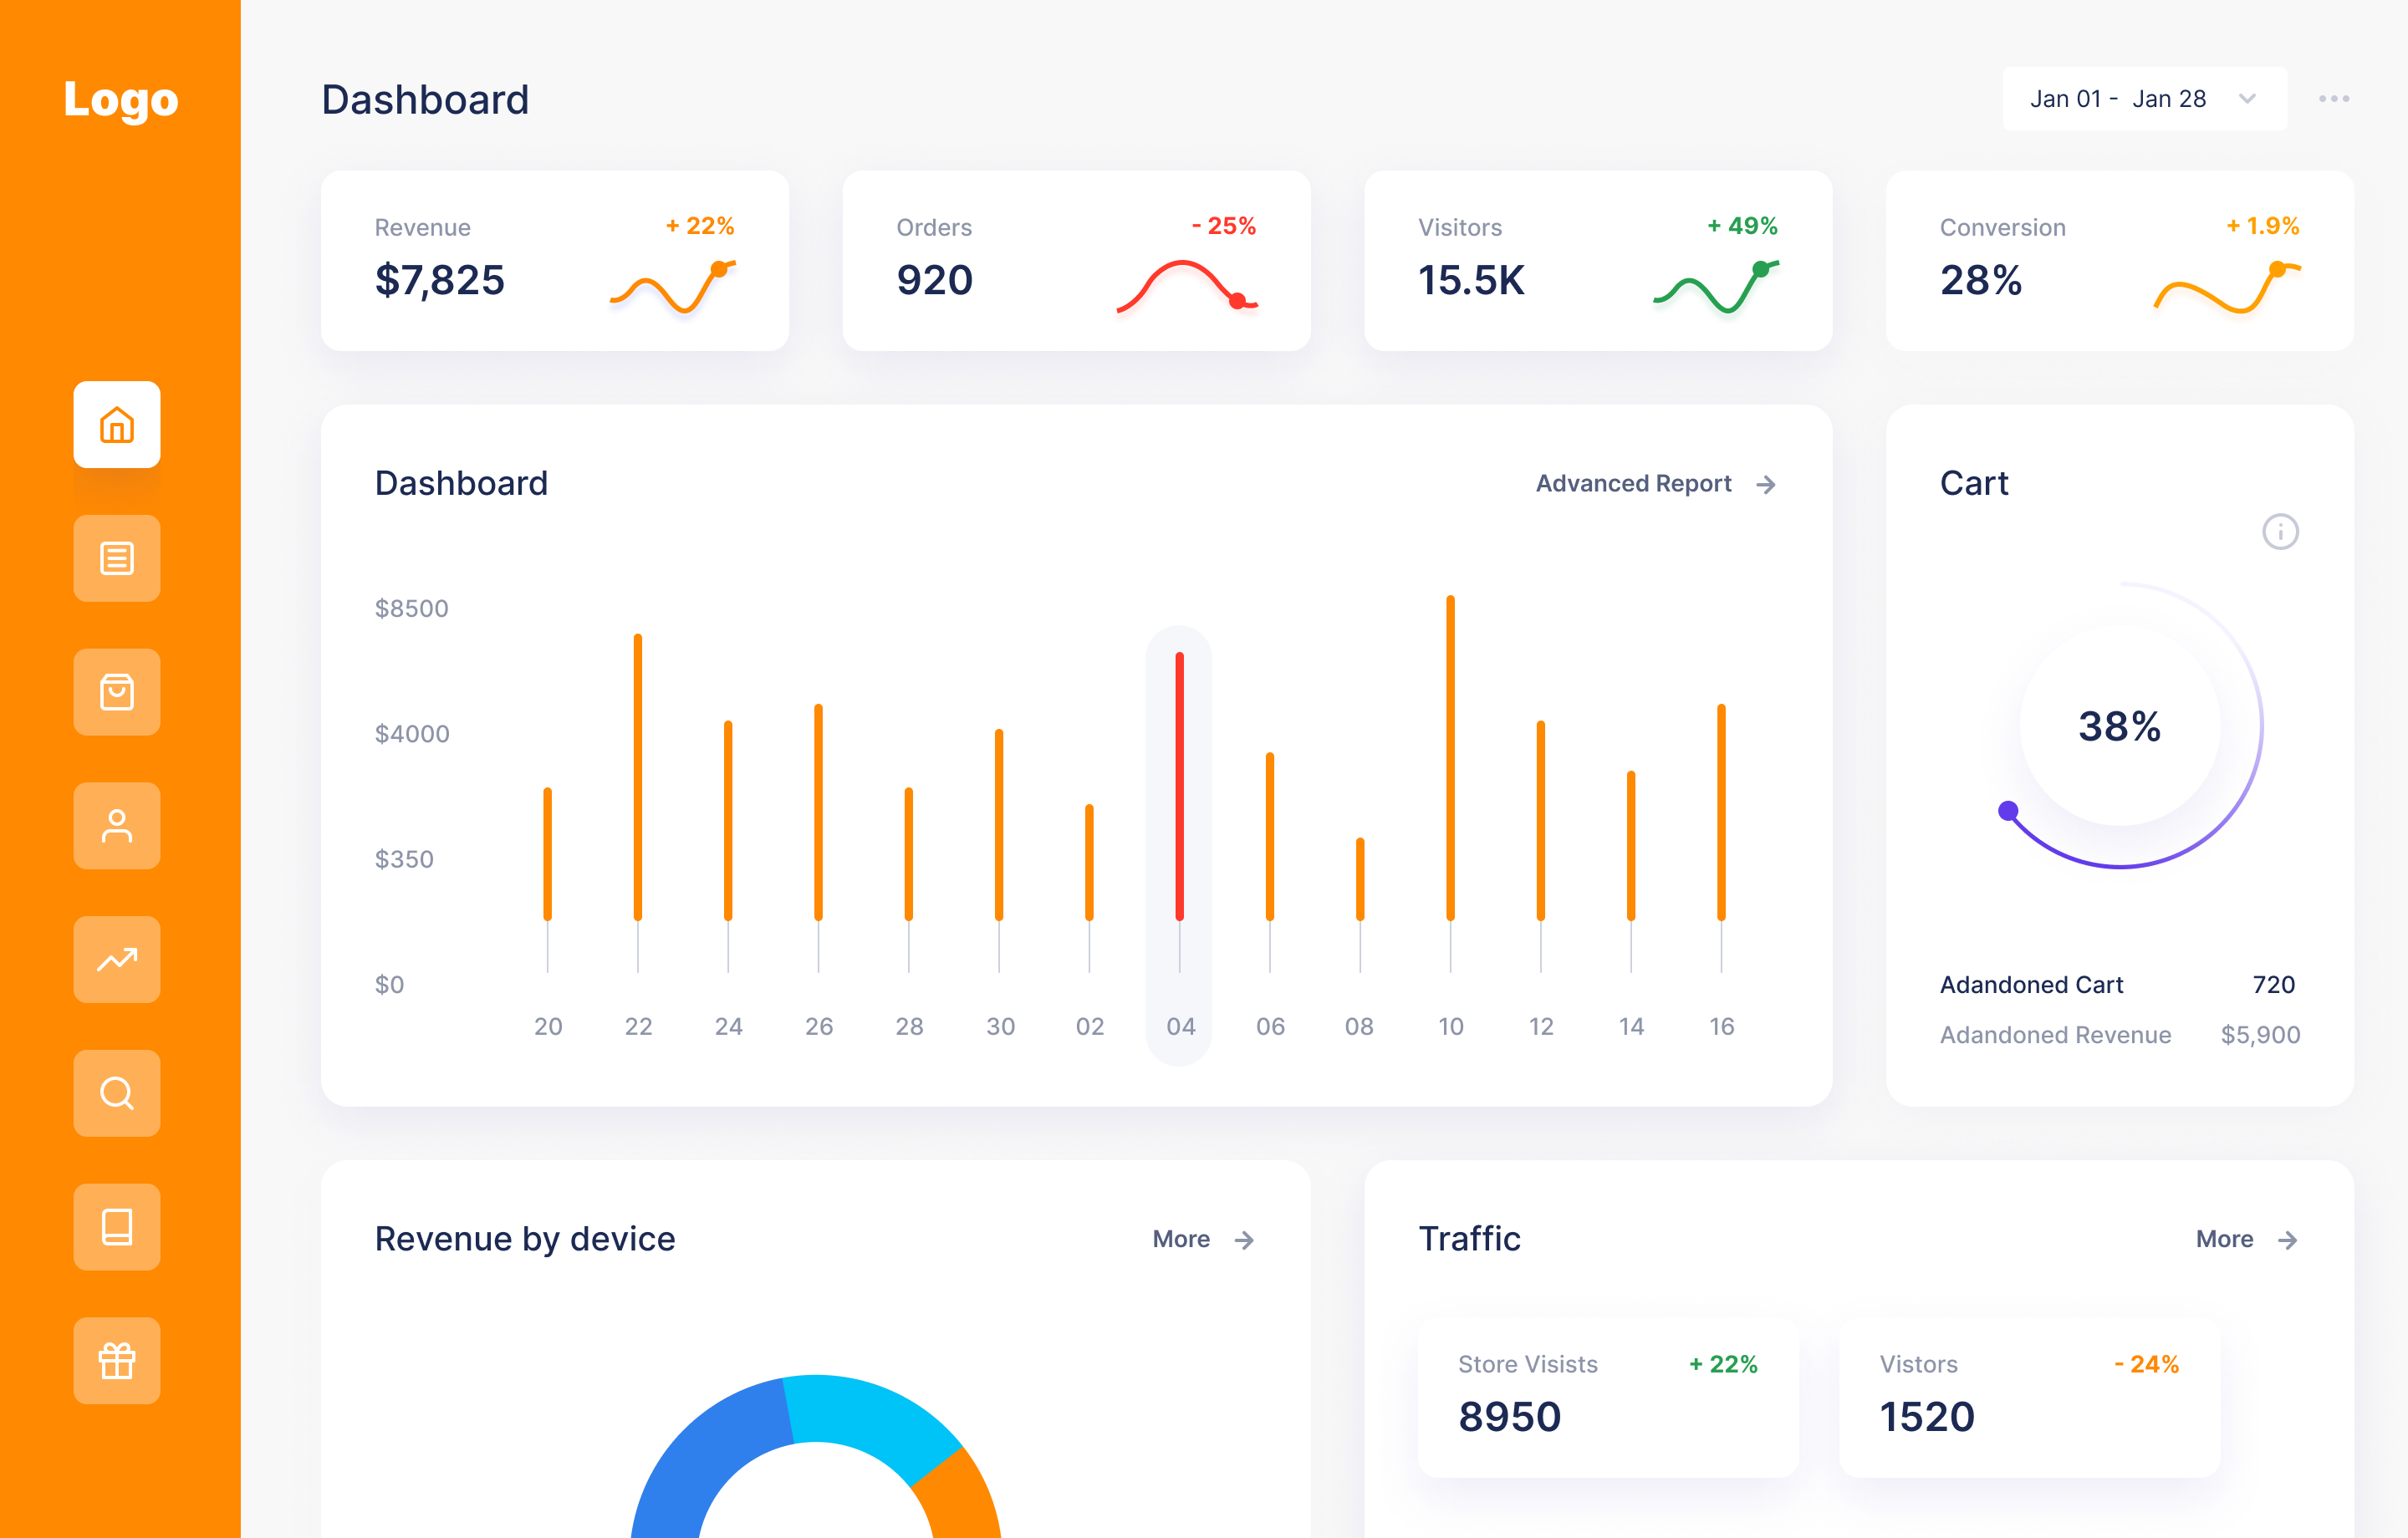 Logo
Dashboard
Jan 01 -  Jan 28
Revenue
+ 22%
$7,825
Orders
- 25%
920
Visitors
+ 49%
15.5K
Conversion
+ 1.9%
28%
Dashboard
Advanced Report
$8500
$4000
$350
$0
20 22 24 26 28 30 02 04 06 08 10 12 14 16
Cart
38%
Adandoned Cart 720
Adandoned Revenue $5,900
Revenue by device
More
Traffic
More
Store Visists
+ 22%
8950
Vistors
- 24%
1520